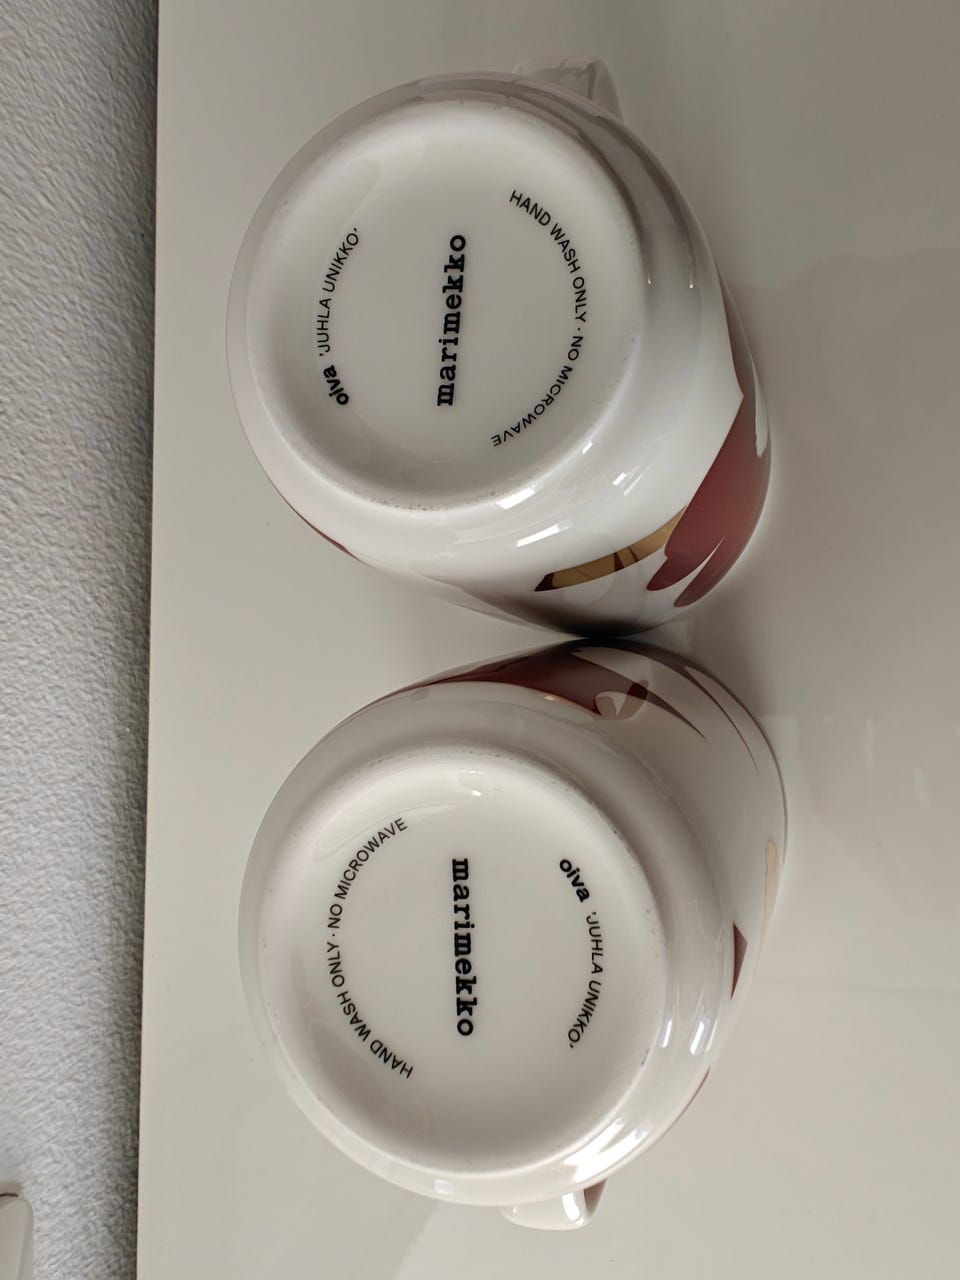 oiva 'JUHLA UNIKKO'
marimekko
HAND WASH ONLY · NO MICROWAVE
oiva 'JUHLA UNIKKO'
marimekko
HAND WASH ONLY · NO MICROWAVE